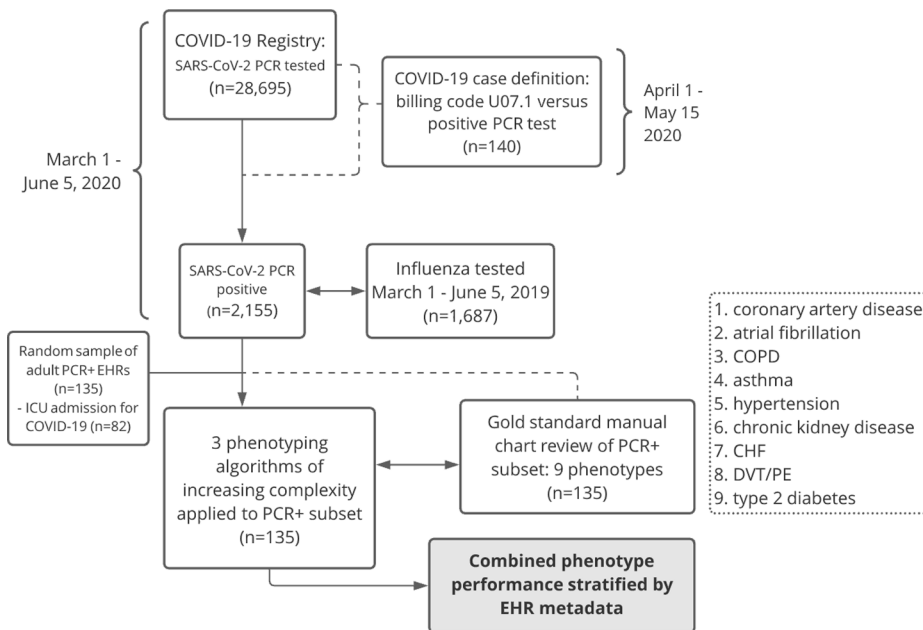 COVID-19 Registry:
SARS-CoV-2 PCR tested
(n=28,695)
COVID-19 case definition:
billing code U07.1 versus
positive PCR test
(n=140)
April 1 -
May 15
2020
March 1 -
June 5, 2020
SARS-CoV-2 PCR
positive
(n=2,155)
Influenza tested
March 1 - June 5, 2019
(n=1,687)
Random sample of
adult PCR+ EHRs
(n=135)
- ICU admission for
COVID-19 (n=82)
3 phenotyping
algorithms of
increasing complexity
applied to PCR+ subset
(n=135)
Gold standard manual
chart review of PCR+
subset: 9 phenotypes
(n=135)
1. coronary artery disease
2. atrial fibrillation
3. COPD
4. asthma
5. hypertension
6. chronic kidney disease
7. CHF
8. DVT/PE
9. type 2 diabetes
Combined phenotype
performance stratified by
EHR metadata